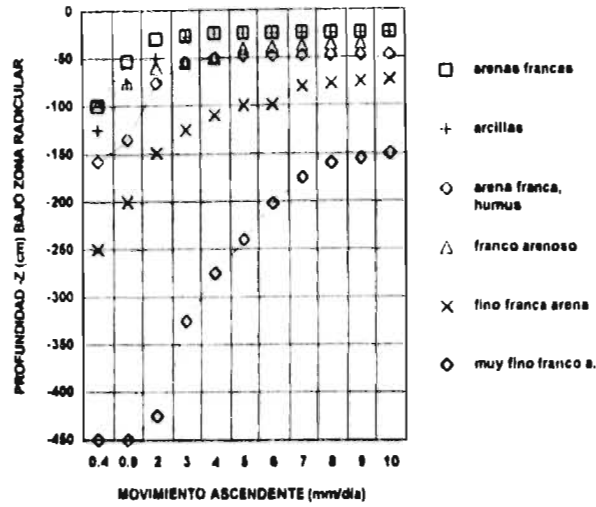 PROFUNDIDAD -Z (cm) BAJO ZONA RADICULAR
0
-50
-100
-150
-200
-250
-300
-350
-400
-450
0.4 0.8 2 3 4 5 6 7 8 9 10
MOVIMIENTO ASCENDENTE (mm/día)
arenas francas
arcillas
arena franca,
humus
franco arenoso
fino franca arena
muy fino franco a.